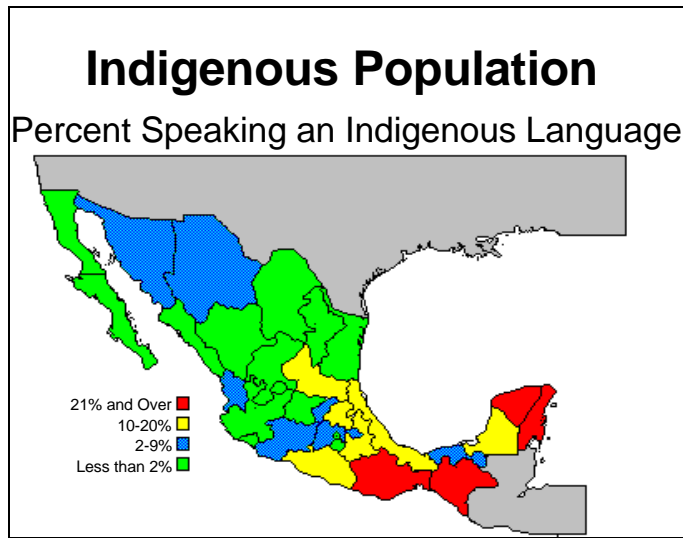 Indigenous Population
Percent Speaking an Indigenous Language
21% and Over
10-20%
2-9%
Less than 2%